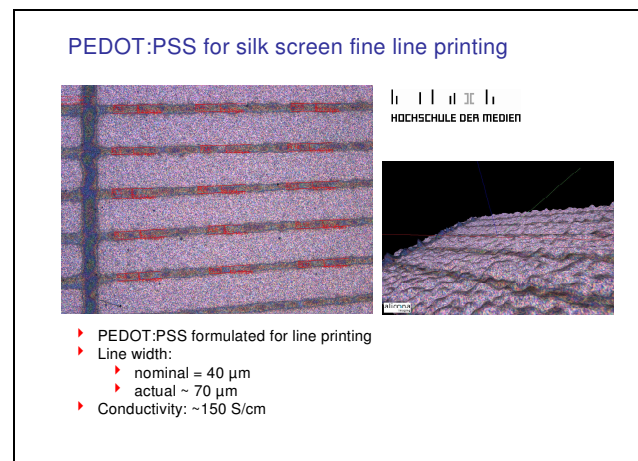 PEDOT:PSS for silk screen fine line printing
HOCHSCHULE DER MEDIEN
alicona
PEDOT:PSS formulated for line printing
Line width:
nominal = 40 µm
actual ~ 70 µm
Conductivity: ~150 S/cm